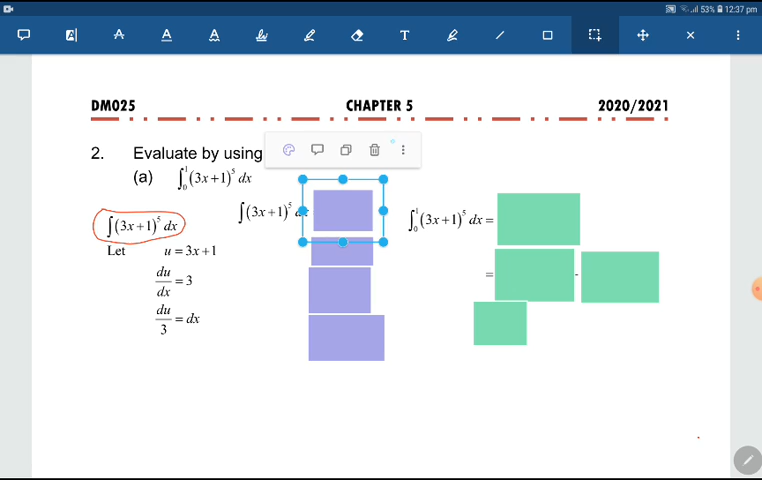 53% 12:37 pm
A A A A T
DM025 CHAPTER 5 2020/2021
2. Evaluate by using
(a) ∫₀¹(3x+1)⁵ dx
∫(3x+1)⁵ dx
∫(3x+1)⁵ dx
∫₀¹(3x+1)⁵ dx =
Let u = 3x+1
du/dx = 3
= -
du/3 = dx